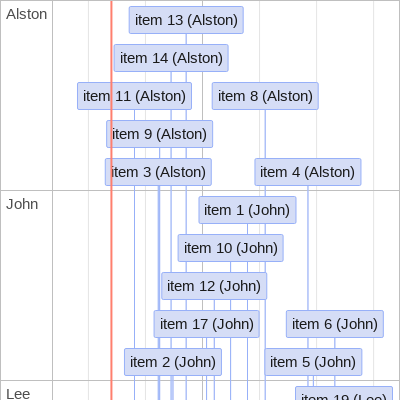 Alston
item 13 (Alston)
item 14 (Alston)
item 11 (Alston)
item 8 (Alston)
item 9 (Alston)
item 3 (Alston)
item 4 (Alston)
John
item 1 (John)
item 10 (John)
item 12 (John)
item 17 (John)
item 6 (John)
item 2 (John)
item 5 (John)
Lee
item 19 (Lee)